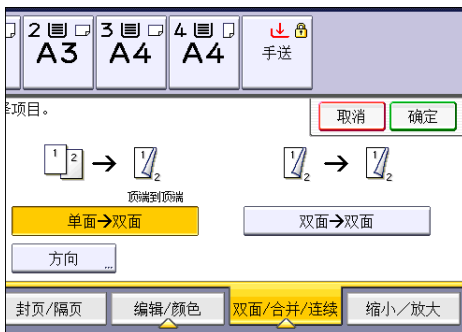 2 3 4
A3 A4 A4 手送
择项目。 取消 确定
1 2 → 1 2 1 2 → 1 2
顶端到顶端
单面→双面 双面→双面
方向 ...
封页/隔页 编辑/颜色 双面/合并/连续 缩小/放大